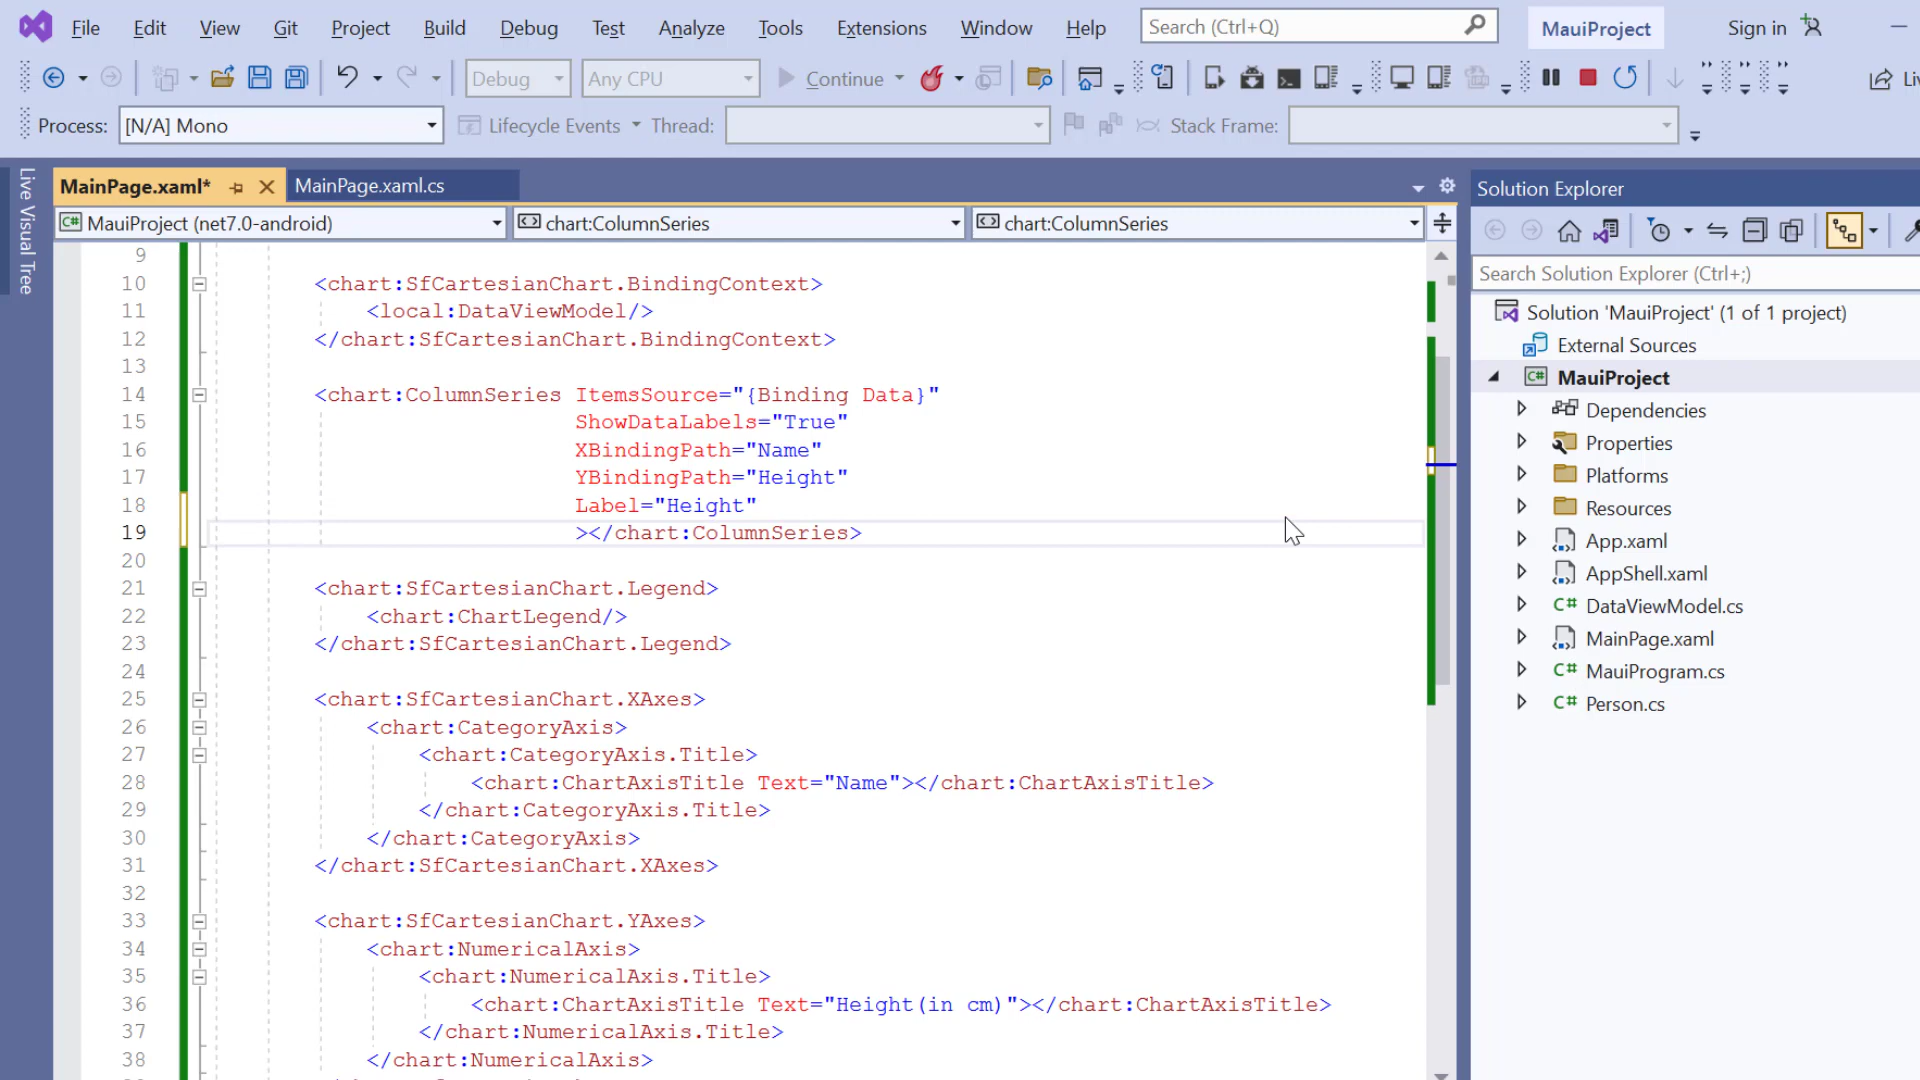 File Edit View Git Project Build Debug Test Analyze Tools Extensions Window Help Search (Ctrl+Q) MauiProject Sign in
Debug Any CPU Continue
Process: [N/A] Mono Lifecycle Events Thread: Stack Frame:
Live Visual Tree
MainPage.xaml* MainPage.xaml.cs
MauiProject (net7.0-android) chart:ColumnSeries chart:ColumnSeries
9
10 <chart:SfCartesianChart.BindingContext>
11 <local:DataViewModel/>
12 </chart:SfCartesianChart.BindingContext>
13
14 <chart:ColumnSeries ItemsSource="{Binding Data}"
15 ShowDataLabels="True"
16 XBindingPath="Name"
17 YBindingPath="Height"
18 Label="Height"
19 ></chart:ColumnSeries>
20
21 <chart:SfCartesianChart.Legend>
22 <chart:ChartLegend/>
23 </chart:SfCartesianChart.Legend>
24
25 <chart:SfCartesianChart.XAxes>
26 <chart:CategoryAxis>
27 <chart:CategoryAxis.Title>
28 <chart:ChartAxisTitle Text="Name"></chart:ChartAxisTitle>
29 </chart:CategoryAxis.Title>
30 </chart:CategoryAxis>
31 </chart:SfCartesianChart.XAxes>
32
33 <chart:SfCartesianChart.YAxes>
34 <chart:NumericalAxis>
35 <chart:NumericalAxis.Title>
36 <chart:ChartAxisTitle Text="Height(in cm)"></chart:ChartAxisTitle>
37 </chart:NumericalAxis.Title>
38 </chart:NumericalAxis>
Solution Explorer
Search Solution Explorer (Ctrl+;)
Solution 'MauiProject' (1 of 1 project)
External Sources
C# MauiProject
Dependencies
Properties
Platforms
Resources
App.xaml
AppShell.xaml
C# DataViewModel.cs
MainPage.xaml
C# MauiProgram.cs
C# Person.cs